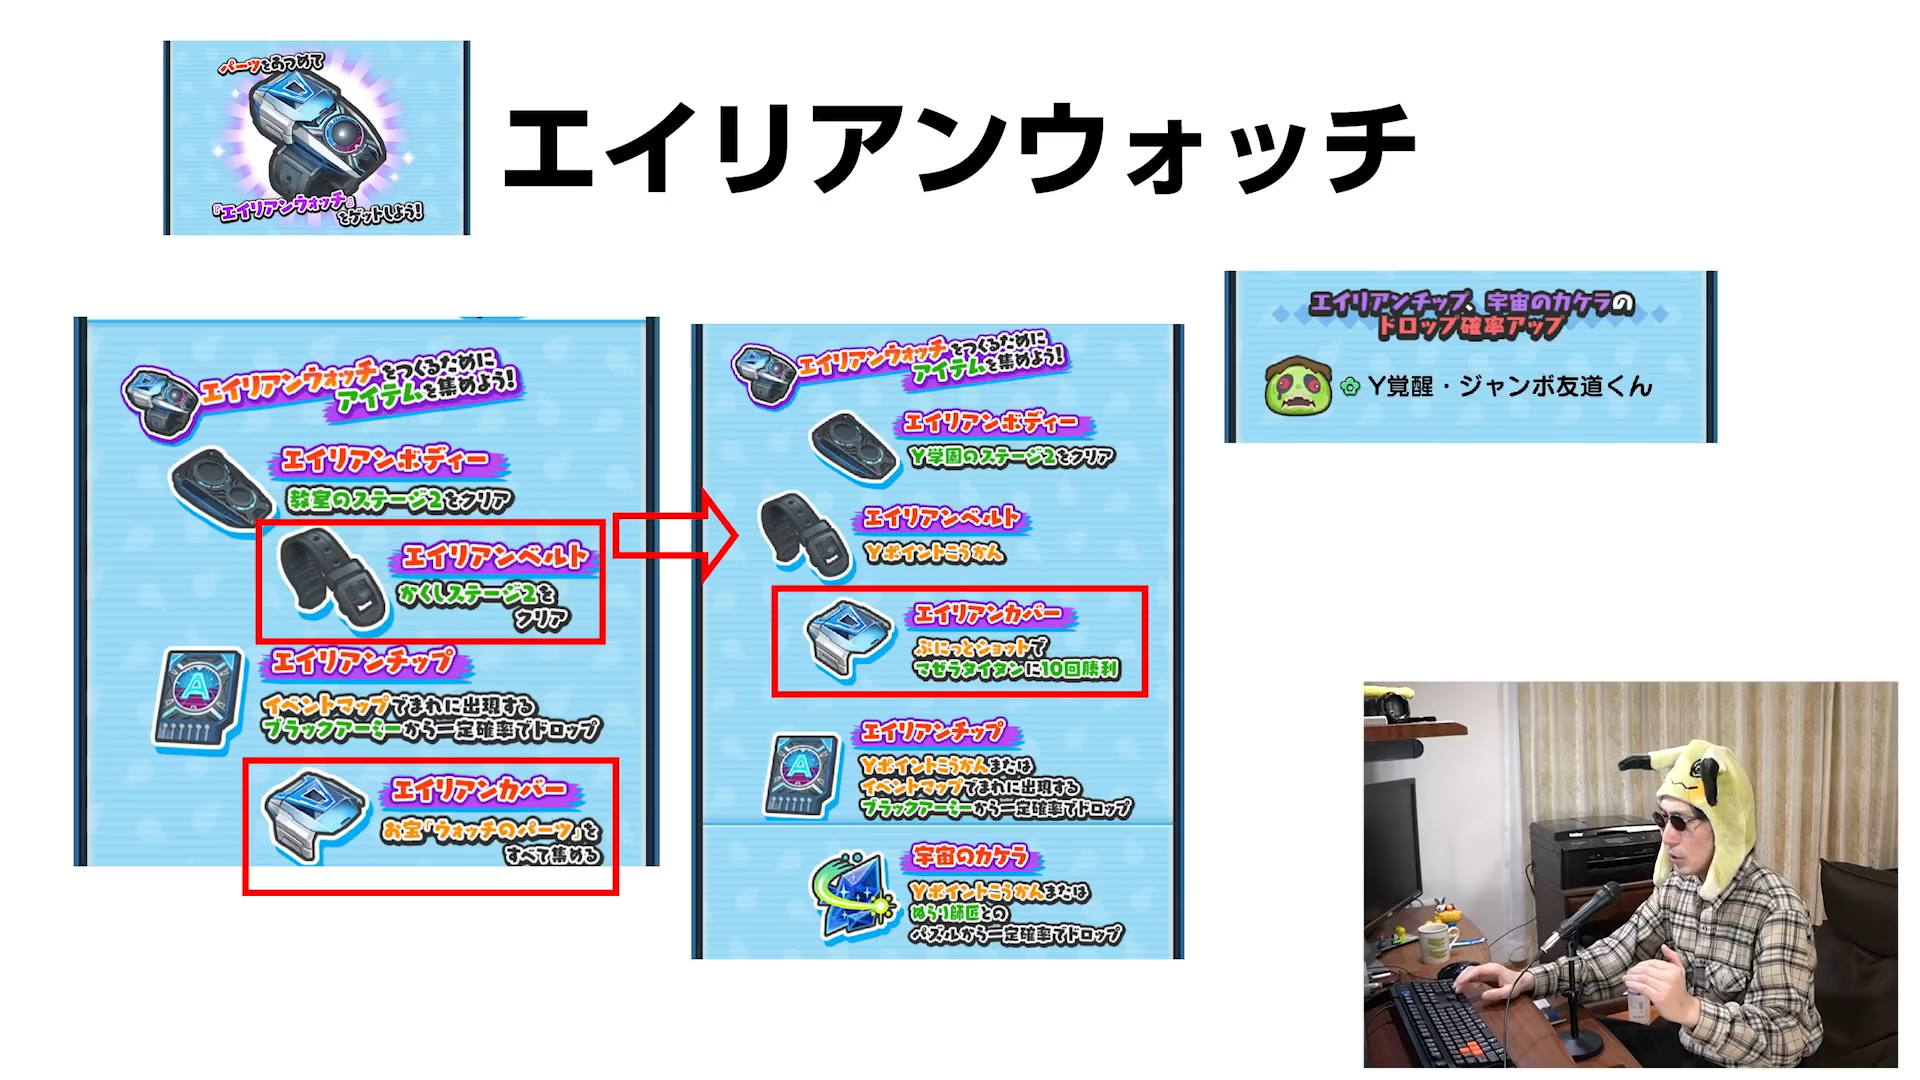 パーツをあつめて
『エイリアンウォッチ』
をゲットしよう!
エイリアンウォッチ
エイリアンウォッチをつくるために
アイテムを集めよう!
エイリアンボディー
教室のステージ2をクリア
エイリアンベルト
かくしステージ2を
クリア
エイリアンチップ
イベントマップでまれに出現する
ブラックアーミーから一定確率でドロップ
エイリアンカバー
お宝「ウォッチのパーツ」を
すべて集める
エイリアンウォッチをつくるために
アイテムを集めよう!
エイリアンボディー
Y学園のステージ2をクリア
エイリアンベルト
Yポイントこうかん
エイリアンカバー
ぷにっとショットで
マゼラタイタンに10回勝利
エイリアンチップ
Yポイントこうかんまたは
イベントマップでまれに出現する
ブラックアーミーから一定確率でドロップ
宇宙のカケラ
Yポイントこうかんまたは
ぬらり師匠との
パズルから一定確率でドロップ
エイリアンチップ、宇宙のカケラの
ドロップ確率アップ
Y覚醒・ジャンボ友道くん